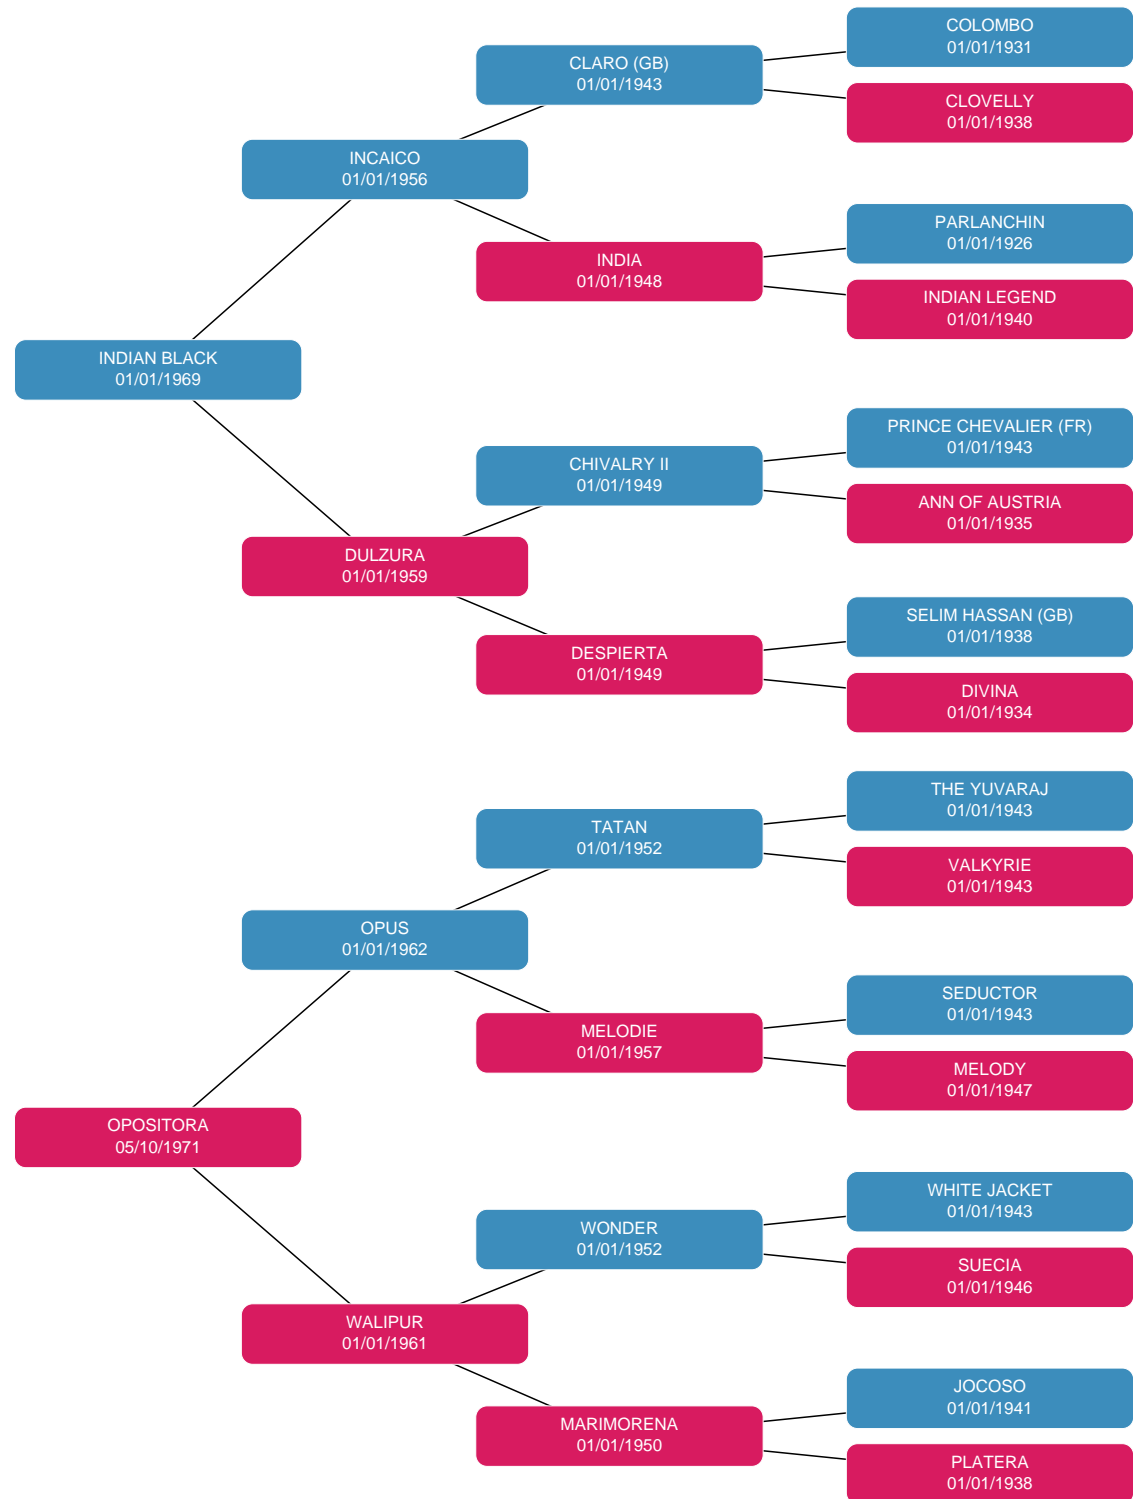 COLOMBO
01/01/1931
CLARO (GB)
01/01/1943
CLOVELLY
01/01/1938
INCAICO
01/01/1956
PARLANCHIN
01/01/1926
INDIA
01/01/1948
INDIAN LEGEND
01/01/1940
INDIAN BLACK
01/01/1969
PRINCE CHEVALIER (FR)
01/01/1943
CHIVALRY II
01/01/1949
ANN OF AUSTRIA
01/01/1935
DULZURA
01/01/1959
SELIM HASSAN (GB)
01/01/1938
DESPIERTA
01/01/1949
DIVINA
01/01/1934
THE YUVARAJ
01/01/1943
TATAN
01/01/1952
VALKYRIE
01/01/1943
OPUS
01/01/1962
SEDUCTOR
01/01/1943
MELODIE
01/01/1957
MELODY
01/01/1947
OPOSITORA
05/10/1971
WHITE JACKET
01/01/1943
WONDER
01/01/1952
SUECIA
01/01/1946
WALIPUR
01/01/1961
JOCOSO
01/01/1941
MARIMORENA
01/01/1950
PLATERA
01/01/1938